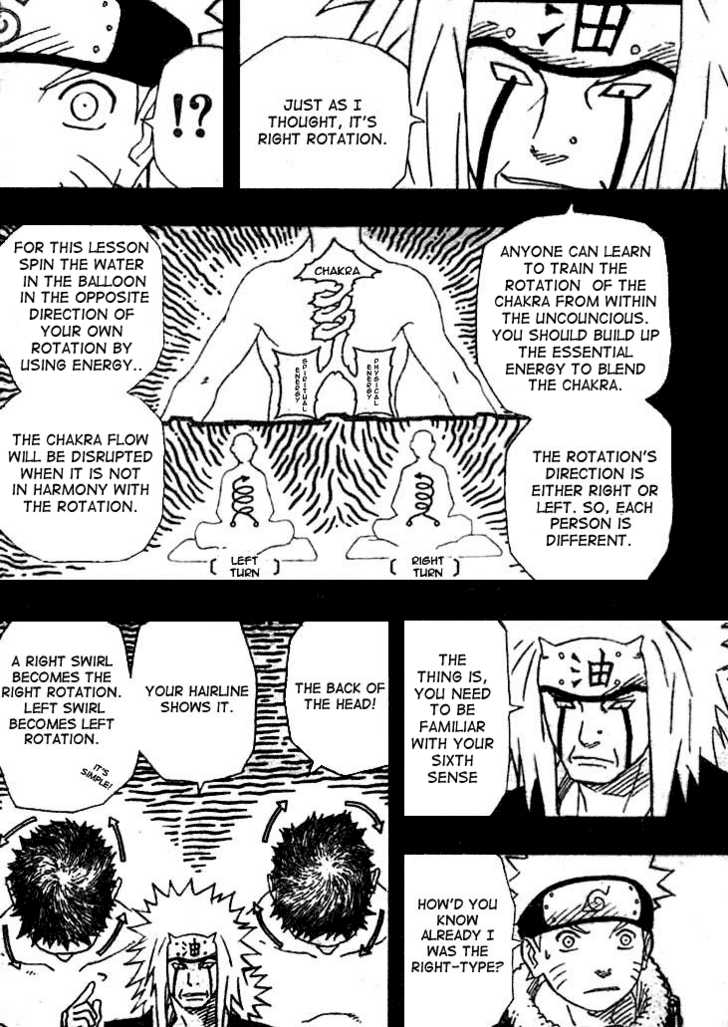 JUST AS I
THOUGHT, IT'S
RIGHT ROTATION.
!?
油
ANYONE CAN LEARN
TO TRAIN THE
ROTATION OF THE
CHAKRA FROM WITHIN
THE UNCOUNCIOUS.
YOU SHOULD BUILD UP
THE ESSENTIAL
ENERGY TO BLEND
THE CHAKRA.
CHAKRA
SPIRITUAL
ENERGY
PHYSICAL
ENERGY
FOR THIS LESSON
SPIN THE WATER
IN THE BALLOON
IN THE OPPOSITE
DIRECTION OF
YOUR OWN
ROTATION BY
USING ENERGY..
THE ROTATION'S
DIRECTION IS
EITHER RIGHT OR
LEFT. SO, EACH
PERSON IS
DIFFERENT.
THE CHAKRA FLOW
WILL BE DISRUPTED
WHEN IT IS NOT
IN HARMONY WITH
THE ROTATION.
LEFT
TURN
RIGHT
TURN
THE
THING IS,
YOU NEED
TO BE
FAMILIAR
WITH YOUR
SIXTH
SENSE
油
HOW'D YOU
KNOW
ALREADY I
WAS THE
RIGHT-TYPE?
THE BACK OF
THE HEAD!
YOUR HAIRLINE
SHOWS IT.
A RIGHT SWIRL
BECOMES THE
RIGHT ROTATION.
LEFT SWIRL
BECOMES LEFT
ROTATION.
IT'S
SIMPLE!
油